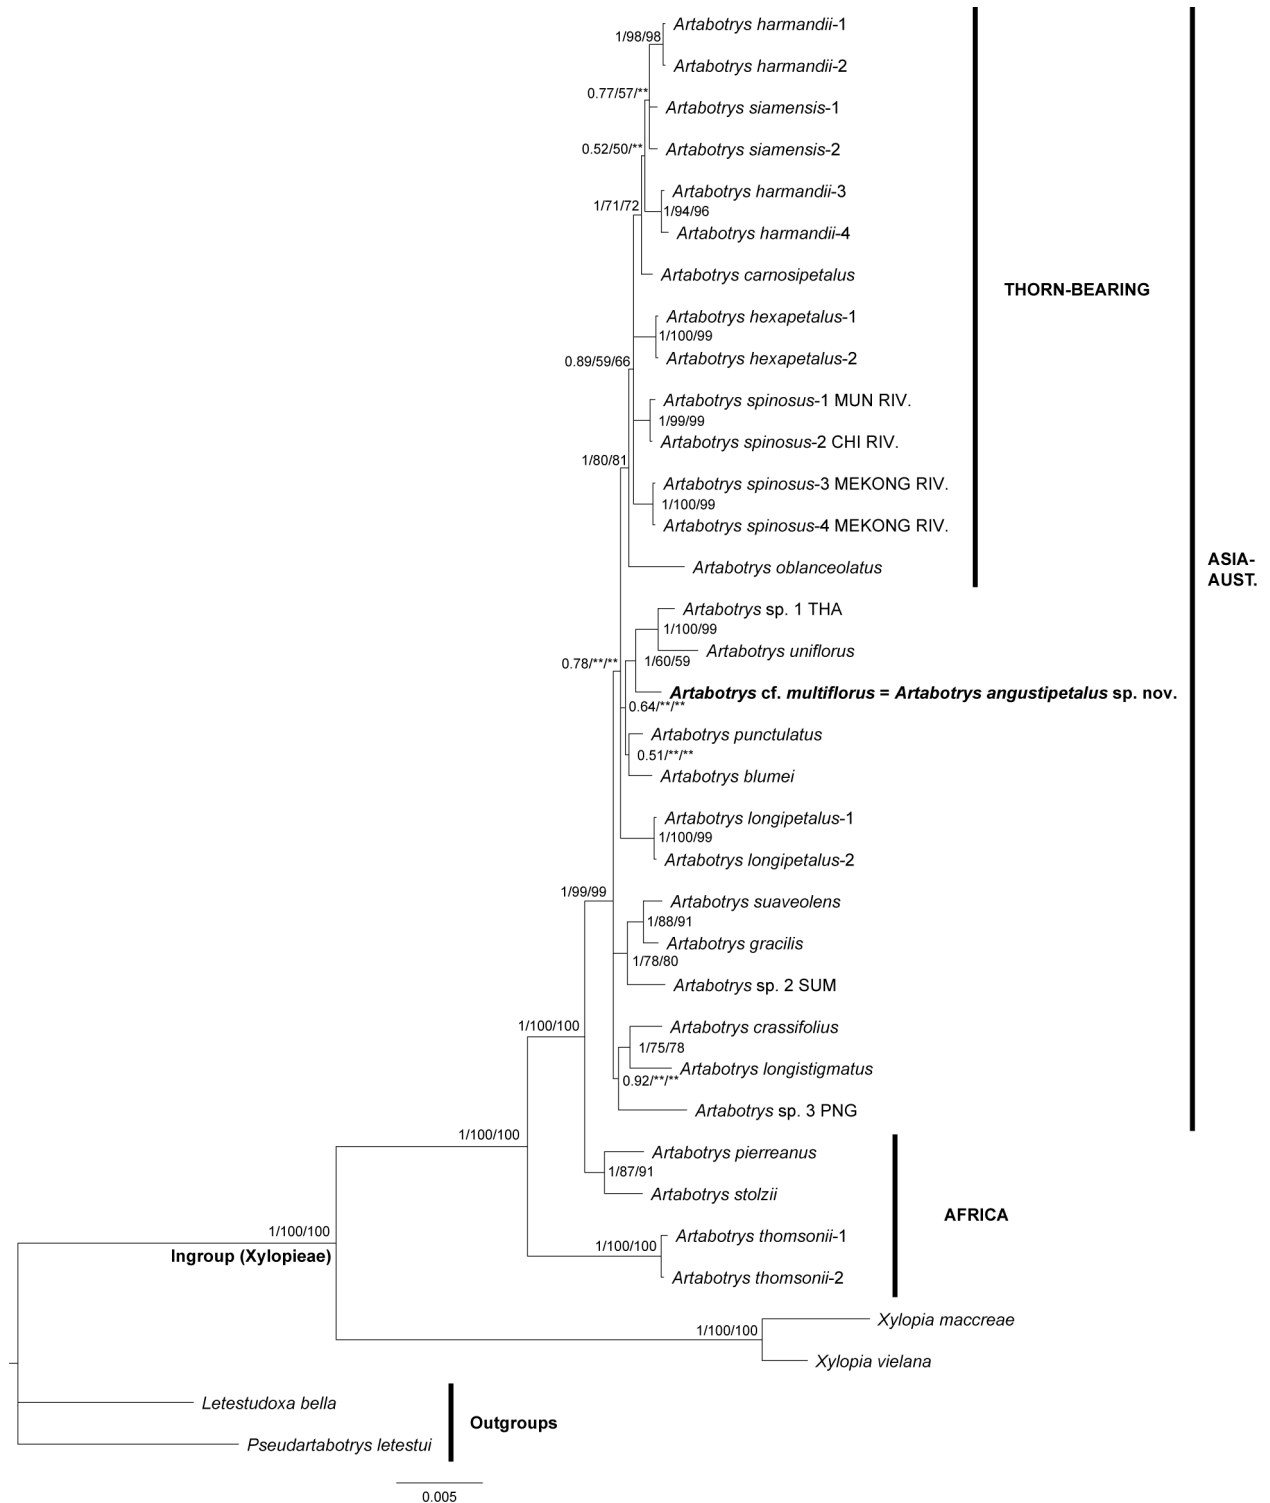 Artabotrys harmandii-1
1/98/98
Artabotrys harmandii-2
0.77/57/**
Artabotrys siamensis-1
0.52/50/**
Artabotrys siamensis-2
Artabotrys harmandii-3
1/71/72
1/94/96
Artabotrys harmandii-4
Artabotrys carnosipetalus
THORN-BEARING
Artabotrys hexapetalus-1
1/100/99
Artabotrys hexapetalus-2
0.89/59/66
Artabotrys spinosus-1 MUN RIV.
1/99/99
Artabotrys spinosus-2 CHI RIV.
1/80/81
Artabotrys spinosus-3 MEKONG RIV.
1/100/99
Artabotrys spinosus-4 MEKONG RIV.
Artabotrys oblanceolatus
ASIA-
AUST.
Artabotrys sp. 1 THA
1/100/99
Artabotrys uniflorus
0.78/**/**
1/60/59
Artabotrys cf. multiflorus = Artabotrys angustipetalus sp. nov.
0.64/**/**
Artabotrys punctulatus
0.51/**/**
Artabotrys blumei
Artabotrys longipetalus-1
1/100/99
Artabotrys longipetalus-2
1/99/99
Artabotrys suaveolens
1/88/91
Artabotrys gracilis
1/78/80
Artabotrys sp. 2 SUM
1/100/100
Artabotrys crassifolius
1/75/78
Artabotrys longistigmatus
0.92/**/**
Artabotrys sp. 3 PNG
1/100/100
Artabotrys pierreanus
1/87/91
Artabotrys stolzii
AFRICA
1/100/100
Ingroup (Xylopieae)
Artabotrys thomsonii-1
1/100/100
Artabotrys thomsonii-2
Xylopia maccreae
1/100/100
Xylopia vielana
Letestudoxa bella
Outgroups
Pseudartabotrys letestui
0.005